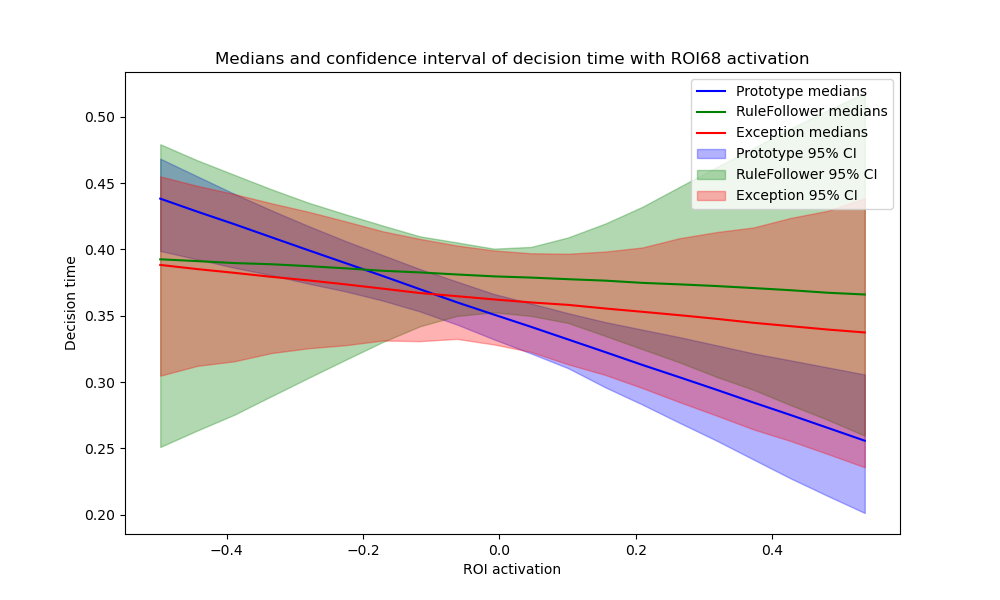 Medians and confidence interval of decision time with ROI68 activation
Prototype medians
RuleFollower medians
Exception medians
Prototype 95% CI
RuleFollower 95% CI
Exception 95% CI
Decision time
0.50
0.45
0.40
0.35
0.30
0.25
0.20
−0.4
−0.2
0.0
0.2
0.4
ROI activation